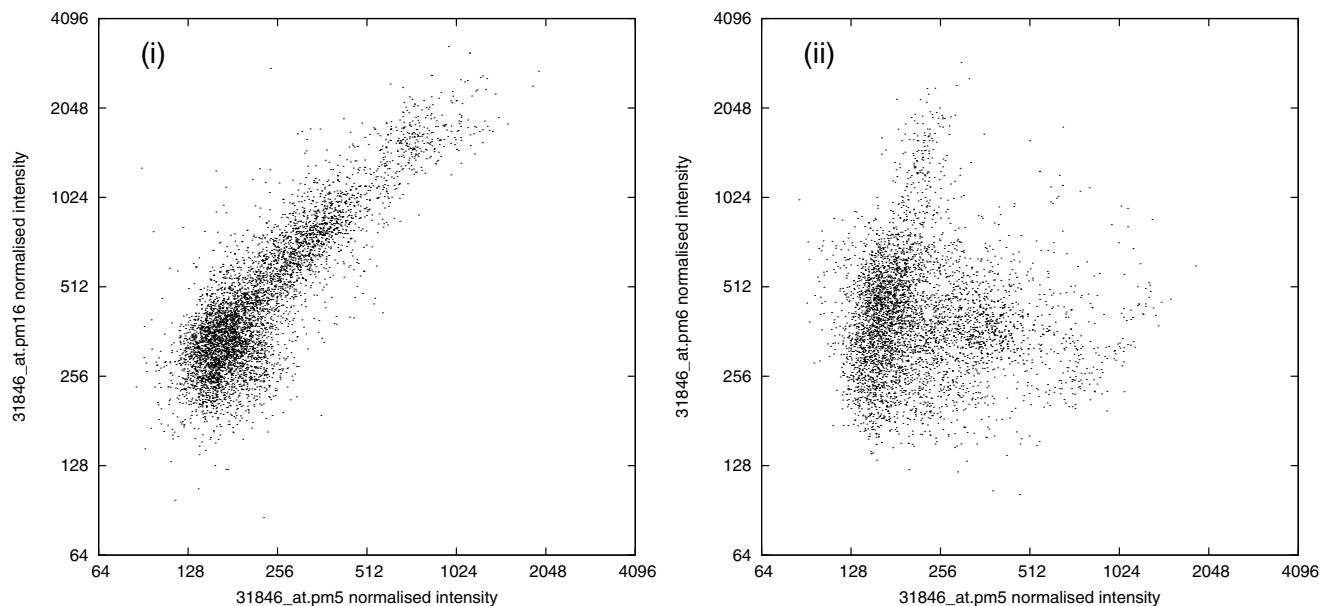 (i)
4096
2048
1024
512
256
128
64
31846_at.pm16 normalised intensity
64 128 256 512 1024 2048 4096
31846_at.pm5 normalised intensity
(ii)
4096
2048
1024
512
256
128
64
31846_at.pm6 normalised intensity
64 128 256 512 1024 2048 4096
31846_at.pm5 normalised intensity